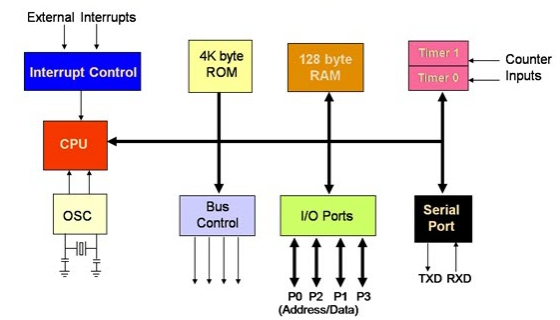 External Interrupts
Interrupt Control
4K byte
ROM
128 byte
RAM
Timer 1
Timer 0
Counter
Inputs
CPU
OSC
Bus
Control
I/O Ports
Serial
Port
P0 P2 P1 P3
(Address/Data)
TXD RXD